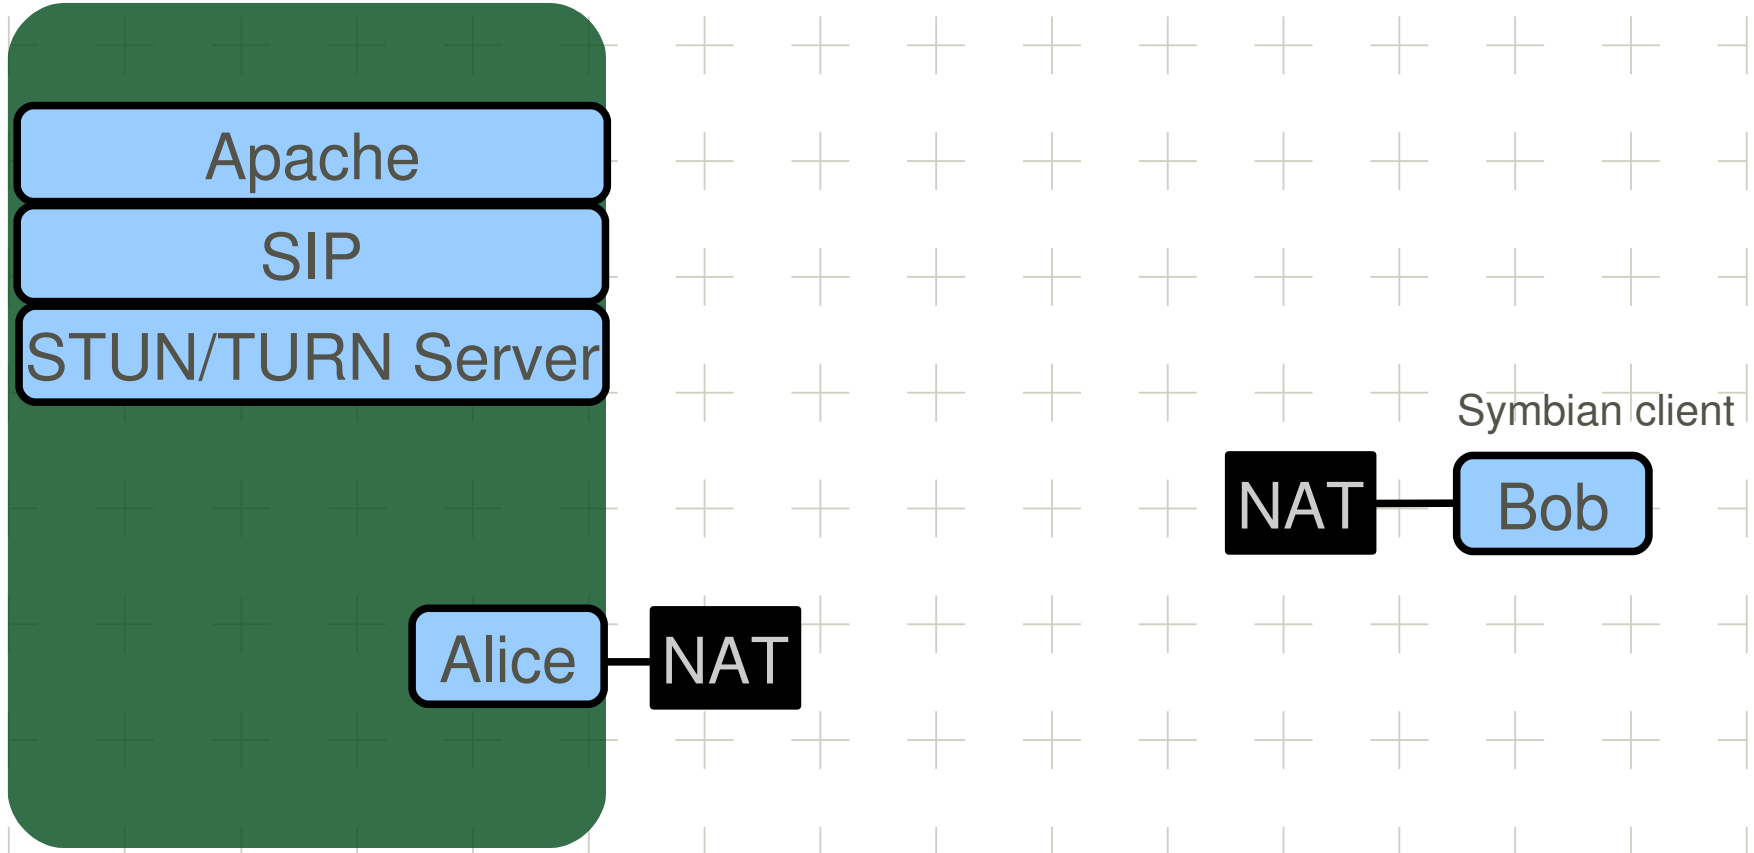 Apache
SIP
STUN/TURN Server
Symbian client
NAT
Bob
Alice
NAT